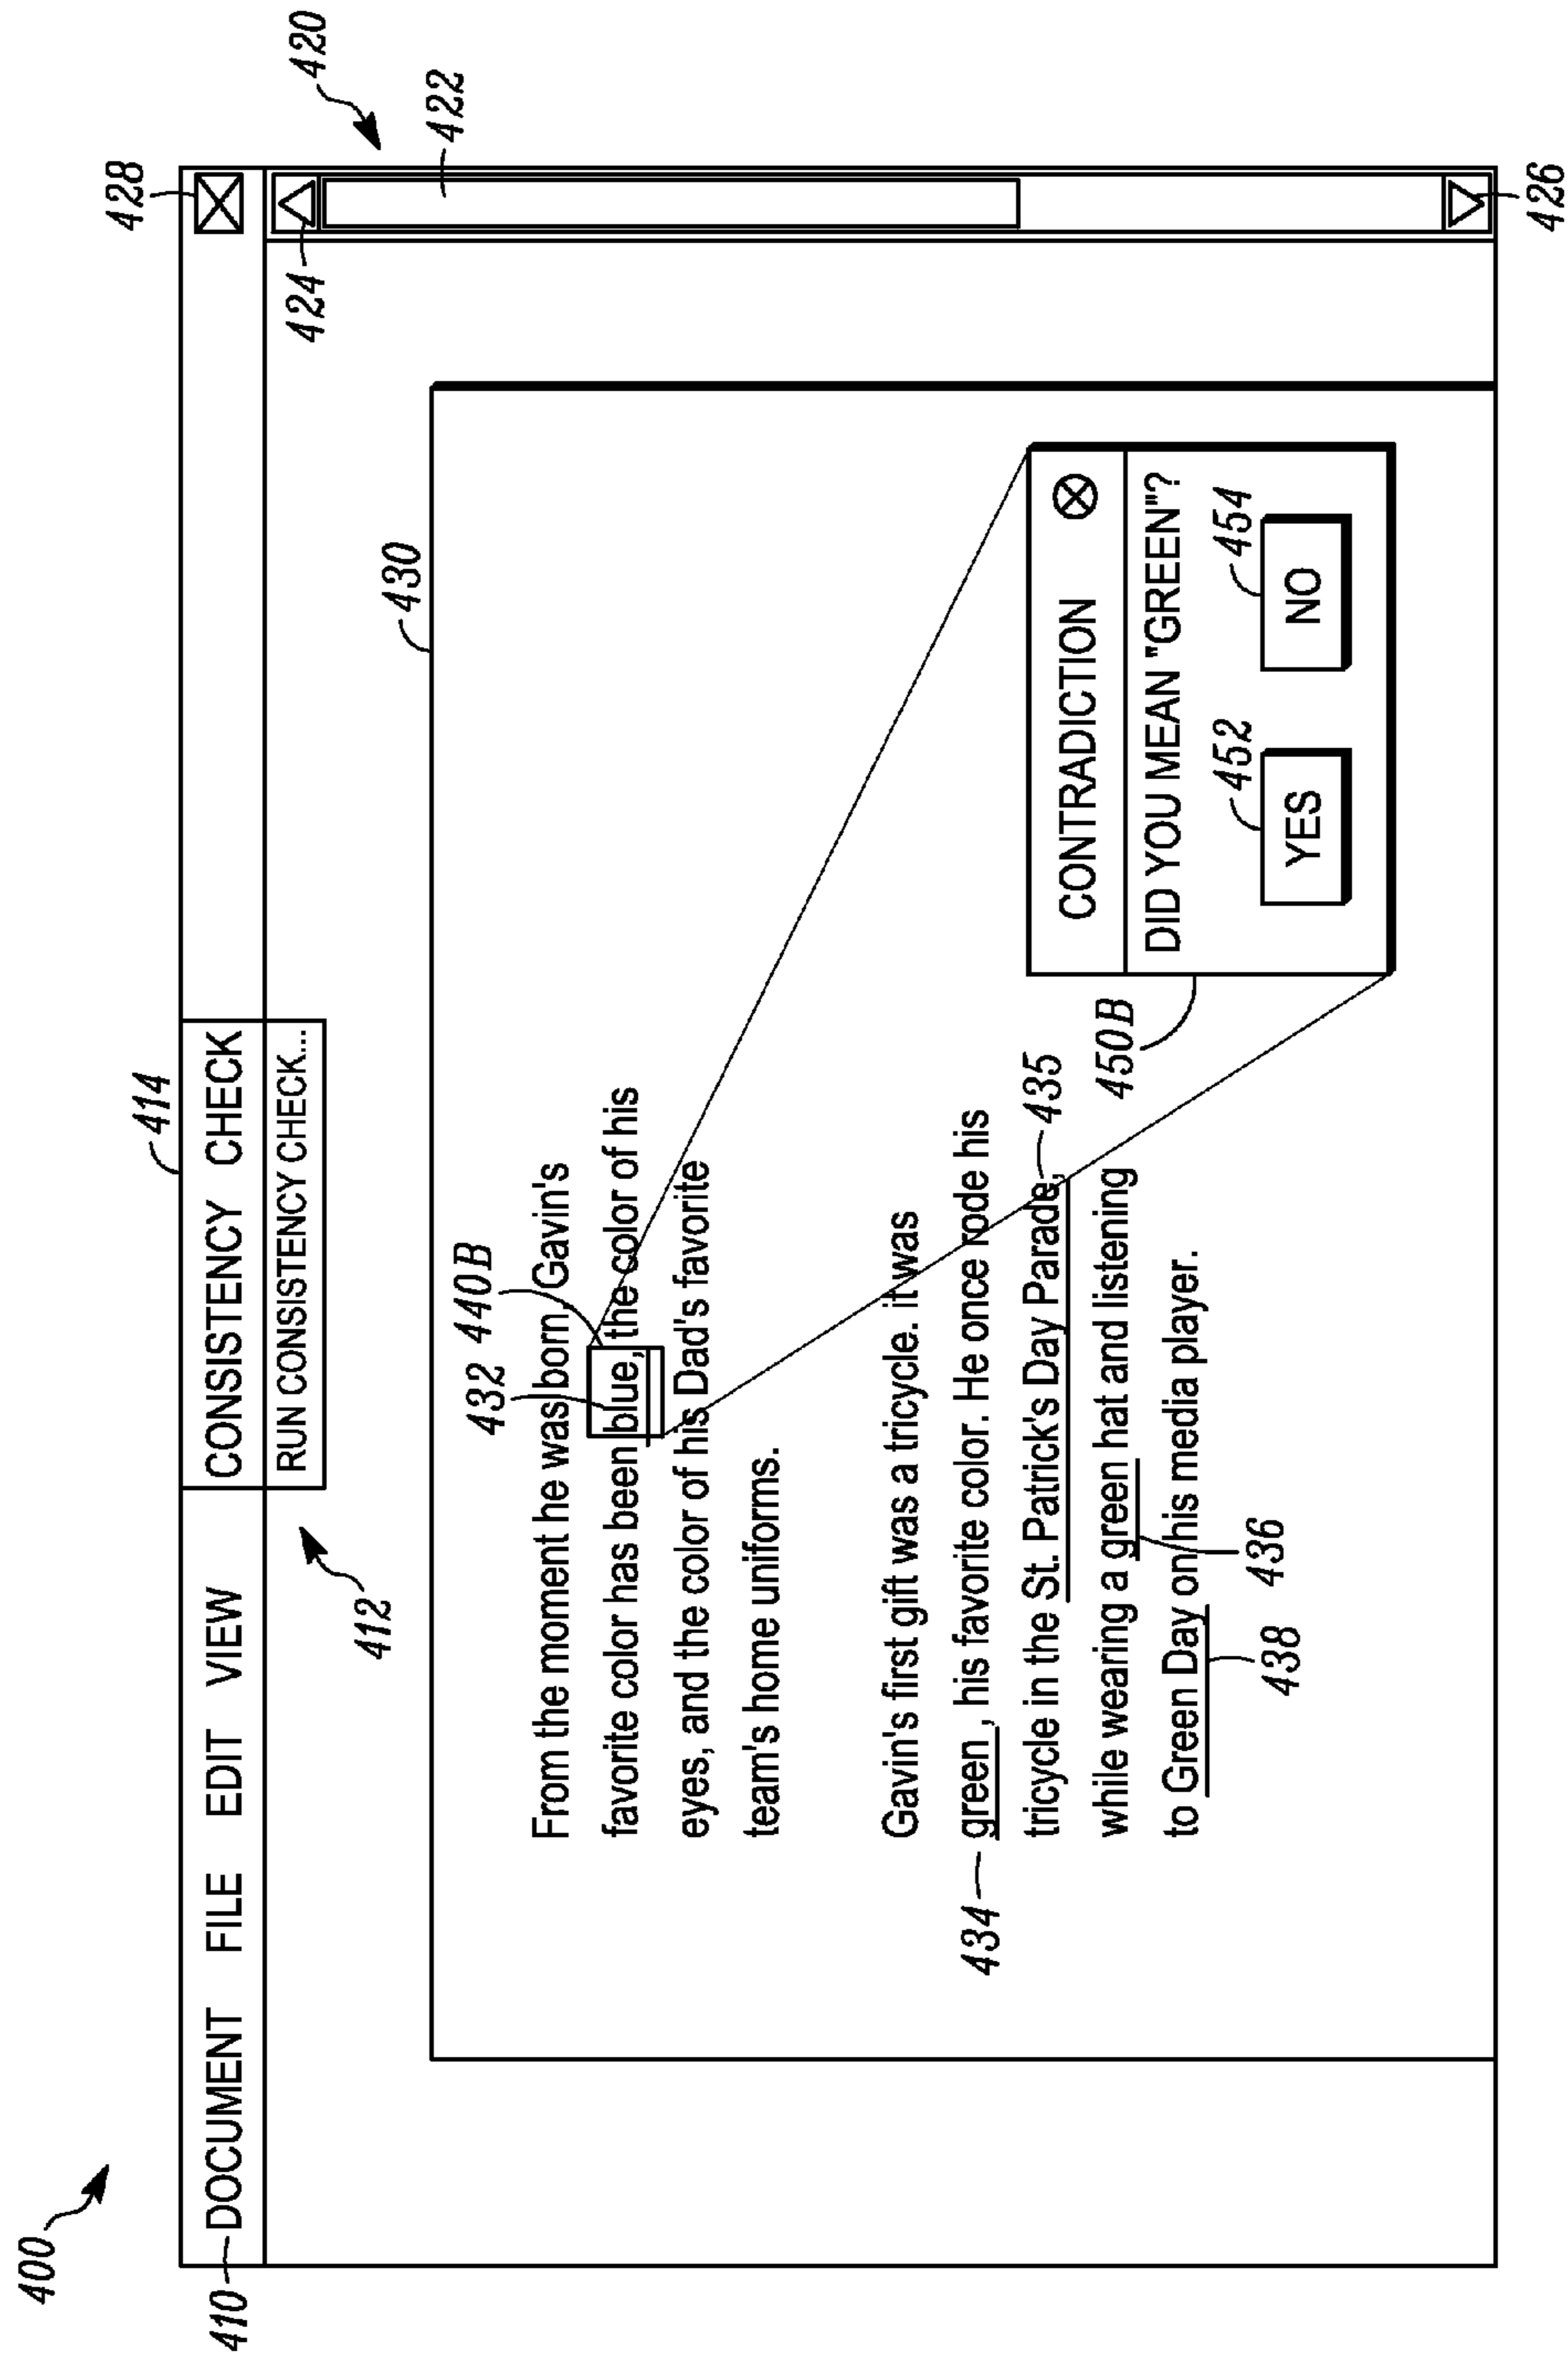 400
410 DOCUMENT FILE EDIT VIEW CONSISTENCY CHECK
414
428
412
RUN CONSISTENCY CHECK...
424
420
422
430
432
440B
From the moment he was born, Gavin's
favorite color has been blue, the color of his
eyes, and the color of his Dad's favorite
team's home uniforms.
Gavin's first gift was a tricycle. it was
434 green , his favorite color. He once rode his
tricycle in the St. Patrick's Day Parade, 435
while wearing a green hat and listening
to Green Day on his media player.
436
438
450B
CONTRADICTION
DID YOU MEAN "GREEN"?
452
454
YES NO
426